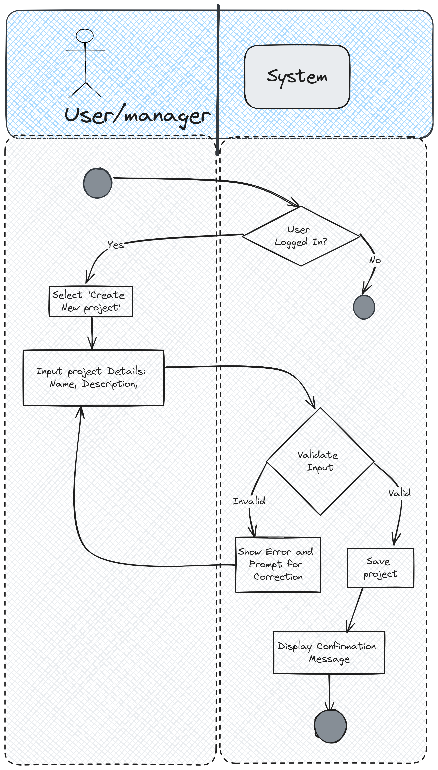 User/manager
System
User
Logged In?
Yes
No
Select "Create
New project"
Input project Details:
Name, Description,
Validate
Input
Invalid
Valid
Show Error and
Prompt for
Correction
Save
project
Display Confirmation
Message